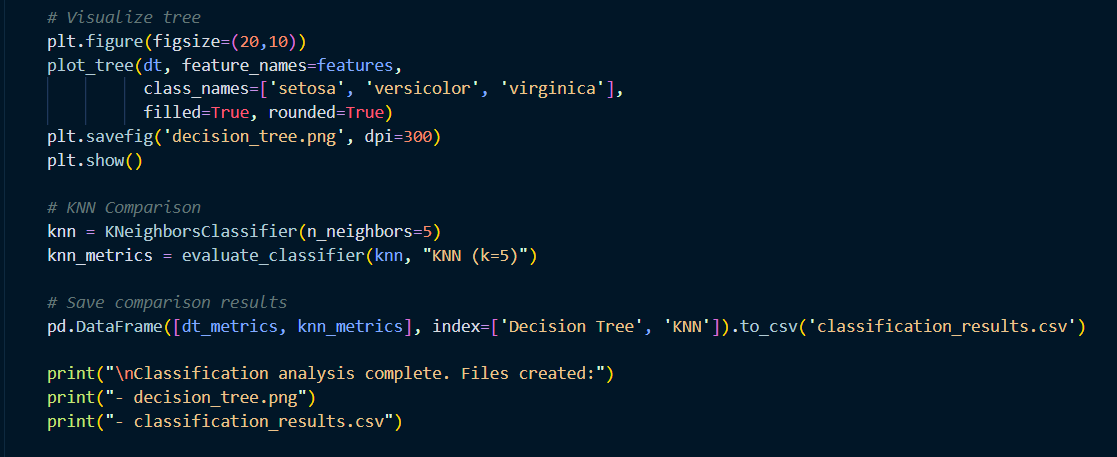 # Visualize tree
plt.figure(figsize=(20,10))
plot_tree(dt, feature_names=features,
          class_names=['setosa', 'versicolor', 'virginica'],
          filled=True, rounded=True)
plt.savefig('decision_tree.png', dpi=300)
plt.show()

# KNN Comparison
knn = KNeighborsClassifier(n_neighbors=5)
knn_metrics = evaluate_classifier(knn, "KNN (k=5)")

# Save comparison results
pd.DataFrame([dt_metrics, knn_metrics], index=['Decision Tree', 'KNN']).to_csv('classification_results.csv')

print("\nClassification analysis complete. Files created:")
print("- decision_tree.png")
print("- classification_results.csv")